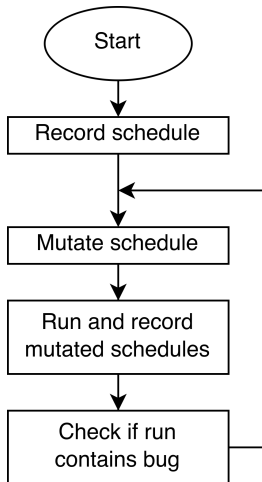 Start
Record schedule
Mutate schedule
Run and record
mutated schedules
Check if run
contains bug